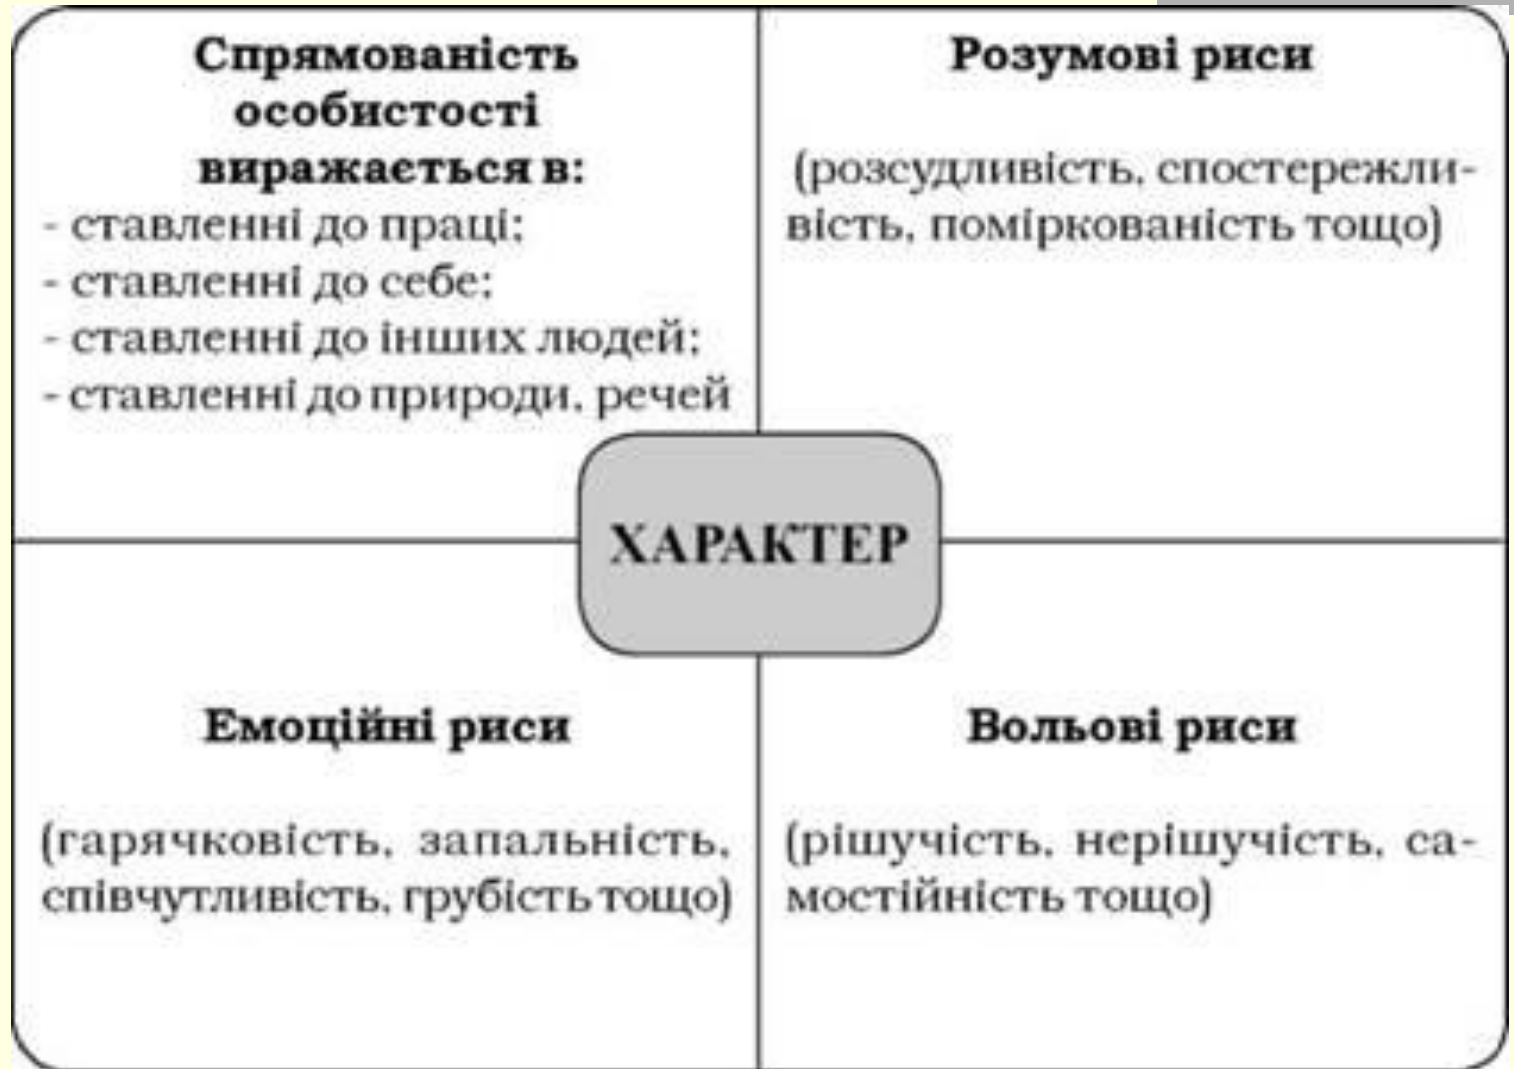 Спрямованість
особистості
виражається в:
- ставленні до праці;
- ставленні до себе;
- ставленні до інших людей;
- ставленні до природи, речей
Розумові риси
(розсудливість, спостережли-
вість, поміркованість тощо)
ХАРАКТЕР
Емоційні риси
(гарячковість, запальність,
співчутливість, грубість тощо)
Вольові риси
(рішучість, нерішучість, са-
мостійність тощо)